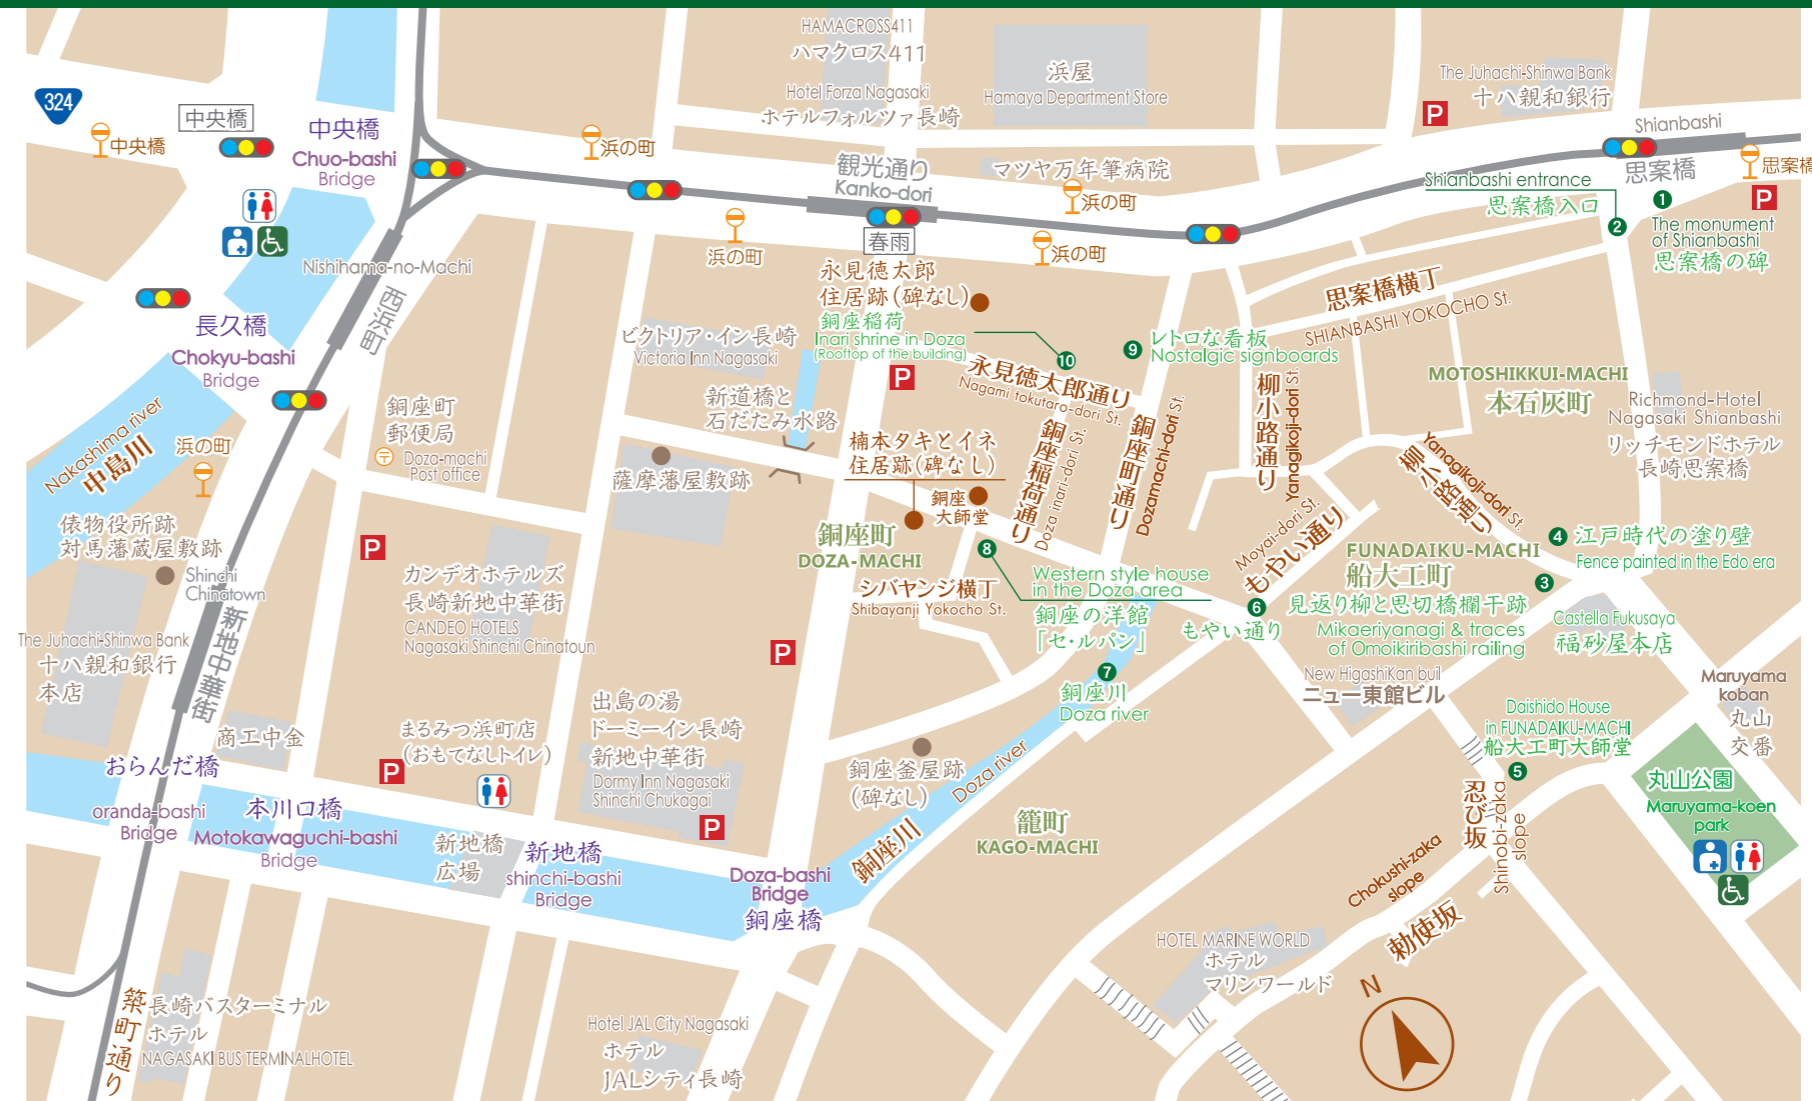 HAMACROSS411
ハマクロス411
Hotel Forza Nagasaki
ホテルフォルツァ長崎
浜屋
Hamaya Department Store
The Juhachi-Shinwa Bank
十八親和銀行
P
324
中央橋
中央橋
中央橋
Chuo-bashi
Bridge
浜の町
観光通り
Kanko-dori
春雨
マツヤ万年筆病院
浜の町
浜の町
浜の町
Shianbashi
思案橋
思案橋
P
Shianbashi entrance
思案橋入口
1
2
The monument
of Shianbashi
思案橋の碑
Nishihama-no-Machi
西浜町
長久橋
Chokyu-bashi
Bridge
永見徳太郎
住居跡(碑なし)
銅座稲荷
Inari shrine in Doza
(Rooftop of the building)
10
P
9
レトロな看板
Nostalgic signboards
思案橋横丁
SHIANBASHI YOKOCHO St.
ビクトリア・イン長崎
Victoria Inn Nagasaki
新道橋と
石だたみ水路
永見徳太郎通り
Nagami tokutaro-dori St.
銅座稲荷通り
Doza inari-dori St.
銅座町通り
Dozamachi-dori St.
柳小路通り
Yanagikoji-dori St.
MOTOSHIKKUI-MACHI
本石灰町
Richmond-Hotel
Nagasaki Shianbashi
リッチモンドホテル
長崎思案橋
Nakashima river
中島川
浜の町
銅座町
郵便局
Doza-machi
Post office
薩摩藩屋敷跡
楠本タキとイネ
住居跡(碑なし)
銅座
大師堂
柳小路通り
Yanagikoji-dori St.
俵物役所跡
対馬藩蔵屋敷跡
P
銅座町
DOZA-MACHI
8
Moyai-dori St.
もやい通り
FUNADAIKU-MACHI
船大工町
4
江戸時代の塗り壁
Fence painted in the Edo era
3
Shinchi
Chinatown
新地中華街
カンデオホテルズ
長崎新地中華街
CANDEO HOTELS
Nagasaki Shinchi Chinatoun
シバヤンジ横丁
Shibayanji Yokocho St.
Western style house
in the Doza area
銅座の洋館
「セ・ルパン」
6
もやい通り
見返り柳と思切橋欄干跡
Mikaeriyanagi & traces
of Omoikiribashi railing
Castella Fukusaya
福砂屋本店
The Juhachi-Shinwa Bank
十八親和銀行
本店
P
7
銅座川
Doza river
New HigashiKan buil
ニュー東館ビル
Maruyama
koban
丸山
交番
商工中金
まるみつ浜町店
(おもてなしトイレ)
P
出島の湯
ドーミーイン長崎
新地中華街
Dormy Inn Nagasaki
Shinchi Chukagai
P
銅座釜屋跡
(碑なし)
Doza river
銅座川
Daishido House
in FUNADAIKU-MACHI
船大工町大師堂
5
おらんだ橋
oranda-bashi
Bridge
本川口橋
Motokawaguchi-bashi
Bridge
新地橋
広場
新地橋
shinchi-bashi
Bridge
Doza-bashi
Bridge
銅座橋
籠町
KAGO-MACHI
忍び坂
Shinobi-zaka
slope
丸山公園
Maruyama-koen
park
Chokushi-zaka
slope
勅使坂
HOTEL MARINE WORLD
ホテル
マリンワールド
N
築町通り
長崎バスターミナル
ホテル
NAGASAKI BUS TERMINALHOTEL
Hotel JAL City Nagasaki
ホテル
JALシティ長崎